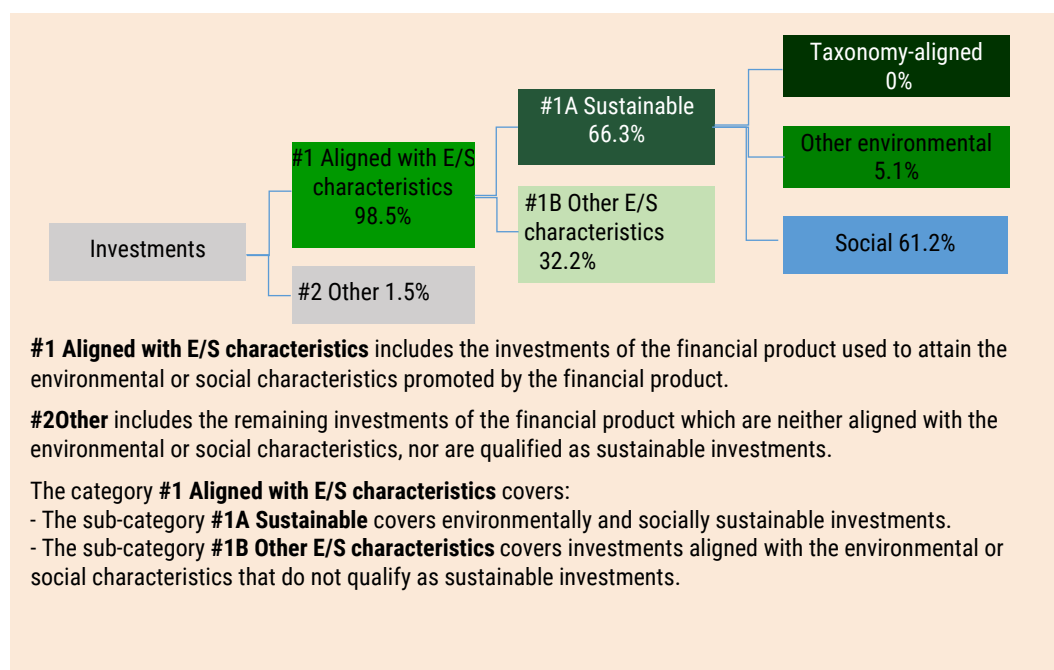 Taxonomy-aligned
0%
#1A Sustainable
66.3%
Other environmental
5.1%
#1 Aligned with E/S
characteristics
98.5%
#1B Other E/S
characteristics
32.2%
Social 61.2%
Investments
#2 Other 1.5%
#1 Aligned with E/S characteristics includes the investments of the financial product used to attain the
environmental or social characteristics promoted by the financial product.
#2Other includes the remaining investments of the financial product which are neither aligned with the
environmental or social characteristics, nor are qualified as sustainable investments.
The category #1 Aligned with E/S characteristics covers:
- The sub-category #1A Sustainable covers environmentally and socially sustainable investments.
- The sub-category #1B Other E/S characteristics covers investments aligned with the environmental or
social characteristics that do not qualify as sustainable investments.